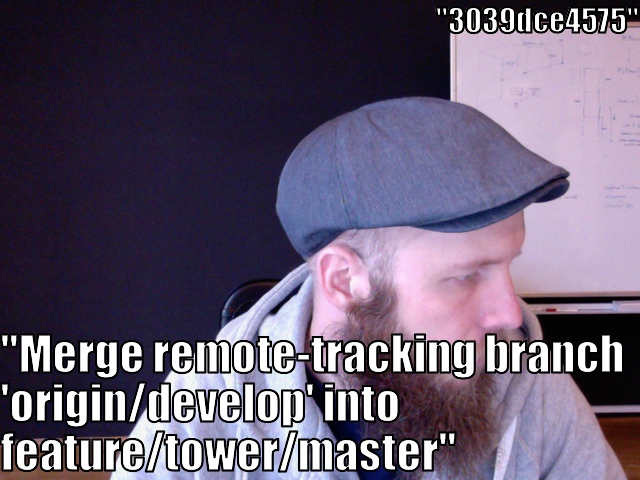 "3039dce4575"
"Merge remote-tracking branch
'origin/develop' into
feature/tower/master"